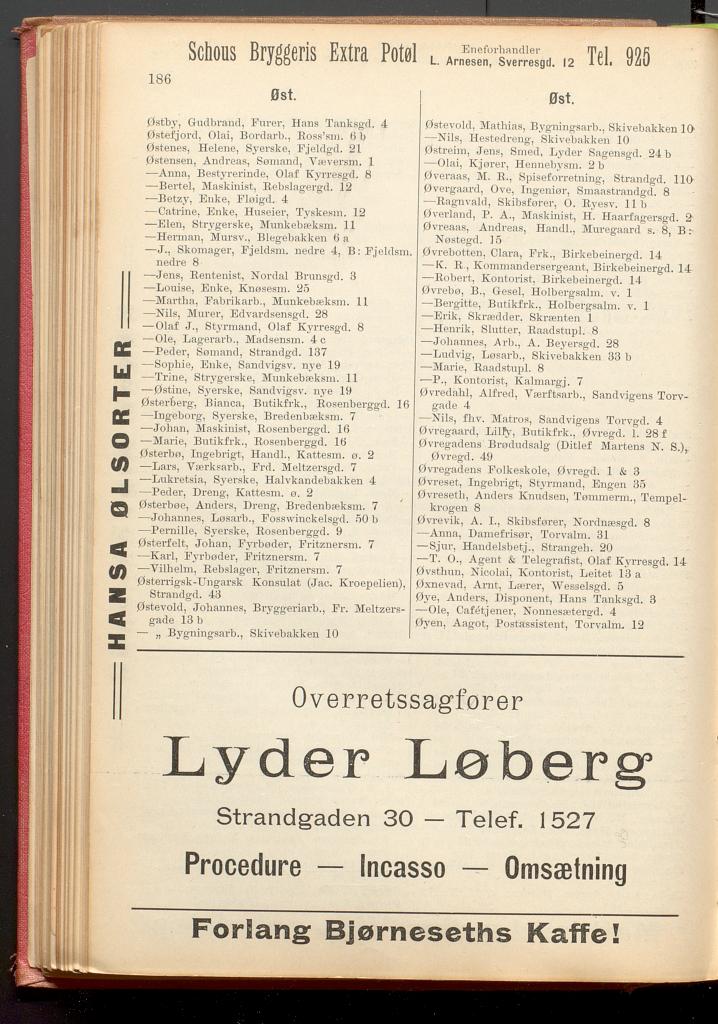 Schous Bryggeris Extra Potøl
Eneforhandler
L. Arnesen, Sverresgd. 12
Tel. 925
186
Øst.
Østby, Gudbrand, Furer, Hans Tanksgd. 4
Østefjord, Olai, Bordarb., Ross'sm. 6 b
Østenes, Helene, Syerske, Fjeldgd. 21
Østensen, Andreas, Sømand, Væversm. 1
—Anna, Bestyrerinde, Olaf Kyrresgd. 8
—Bertel, Maskinist, Rebslagergd. 12
—Betzy, Enke, Fløigd. 4
—Catrine, Enke, Huseier, Tyskesm. 12
—Elen, Strygerske, Munkebæksm. 11
—Herman, Mursv., Blegebakken 6 a
—J., Skomager, Fjeldsm. nedre 4, B: Fjeldsm.
nedre 8
—Jens, Rentenist, Nordal Brunsgd. 3
—Louise, Enke, Knøsesm. 25
—Martha, Fabrikarb., Munkebæksm. 11
—Nils, Murer, Edvardsensgd. 28
—Olaf J., Styrmand, Olaf Kyrresgd. 8
—Ole, Lagerarb., Madsensm. 4 c
—Peder, Sømand, Strandgd. 137
—Sophie, Enke, Sandvigsv. nye 19
—Trine, Strygerske, Munkebæksm. 11
—Østine, Syerske, Sandvigsv. nye 19
Østerberg, Bianca, Butikfrk., Rosenberggd. 16
—Ingeborg, Syerske, Bredenbæksm. 7
—Johan, Maskinist, Rosenberggd. 16
—Marie, Butikfrk., Rosenberggd. 16
Østerbø, Ingebrigt, Handl., Kattesm. ø. 2
—Lars, Værksarb., Frd. Meltzersgd. 7
—Lukretsia, Syerske, Halvkandebakken 4
—Peder, Dreng, Kattesm. ø. 2
Østerbøe, Anders, Dreng, Bredenbæksm. 7
—Johannes, Løsarb., Fosswinckelsgd. 50 b
—Pernille, Syerske, Rosenberggd. 9
Østerfelt, Johan, Fyrbøder, Fritznersm. 7
—Karl, Fyrbøder, Fritznersm. 7
—Vilhelm, Rebslager, Fritznersm. 7
Østerrigsk-Ungarsk Konsulat (Jac. Kroepelien),
Strandgd. 43
Østevold, Johannes, Bryggeriarb., Fr. Meltzers-
gade 13 b
— „ Bygningsarb., Skivebakken 10
Øst.
Østevold, Mathias, Bygningsarb., Skivebakken 10
—Nils, Hestedreng, Skivebakken 10
Østreim, Jens, Smed, Lyder Sagensgd. 24 b
—Olai, Kjører, Hennebysm. 2 b
Øveraas, M. R., Spiseforretning, Strandgd. 110
Øvergaard, Ove, Ingeniør, Smaastrandgd. 8
—Ragnvald, Skibsfører, O. Ryesv. 11 b
Øverland, P. A., Maskinist, H. Haarfagersgd. 2
Øvreaas, Andreas, Handl., Muregaard s. 8, B:
Nøstegd. 15
Øvrebotten, Clara, Frk., Birkebeinergd. 14
—K. R., Kommandersergeant, Birkebeinergd. 14
—Robert, Kontorist, Birkebeinergd. 14
Øvrebø, B., Gesel, Holbergsalm. v. 1
—Bergitte, Butikfrk., Holbergsalm. v. 1
—Erik, Skrædder, Skrænten 1
—Henrik, Slutter, Raadstupl. 8
—Johannes, Arb., A. Beyersgd. 28
—Ludvig, Løsarb., Skivebakken 33 b
—Marie, Raadstupl. 8
—P., Kontorist, Kalmargj. 7
Øvredahl, Alfred, Værftsarb., Sandvigens Torv-
gade 4
—Nils, fhv. Matros, Sandvigens Torvgd. 4
Øvregaard, Lilly, Butikfrk., Øvregd. l. 28 f
Øvregadens Brødudsalg (Ditlef Martens N. S.),
Øvregd. 49
Øvregadens Folkeskole, Øvregd. 1 & 3
Øvreset, Ingebrigt, Styrmand, Engen 35
Øvreseth, Anders Knudsen, Tømmerm., Tempel-
krogen 8
Øvrevik, A. I., Skibsfører, Nordnæsgd. 8
—Anna, Damefrisør, Torvalm. 31
—Sjur, Handelsbetj., Strangeh. 20
—T. O., Agent & Telegrafist, Olaf Kyrresgd. 14
Øvsthun, Nicolai, Kontorist, Leitet 13 a
Øxnevad, Arnt, Lærer, Wesselsgd. 5
Øye, Anders, Disponent, Hans Tanksgd. 3
—Ole, Cafétjener, Nonnesætergd. 4
Øyen, Aagot, Postassistent, Torvalm. 12
HANSA ØLSORTER
Overretssagfører
Lyder Løberg
Strandgaden 30 — Telef. 1527
Procedure — Incasso — Omsætning
Forlang Bjørneseths Kaffe!